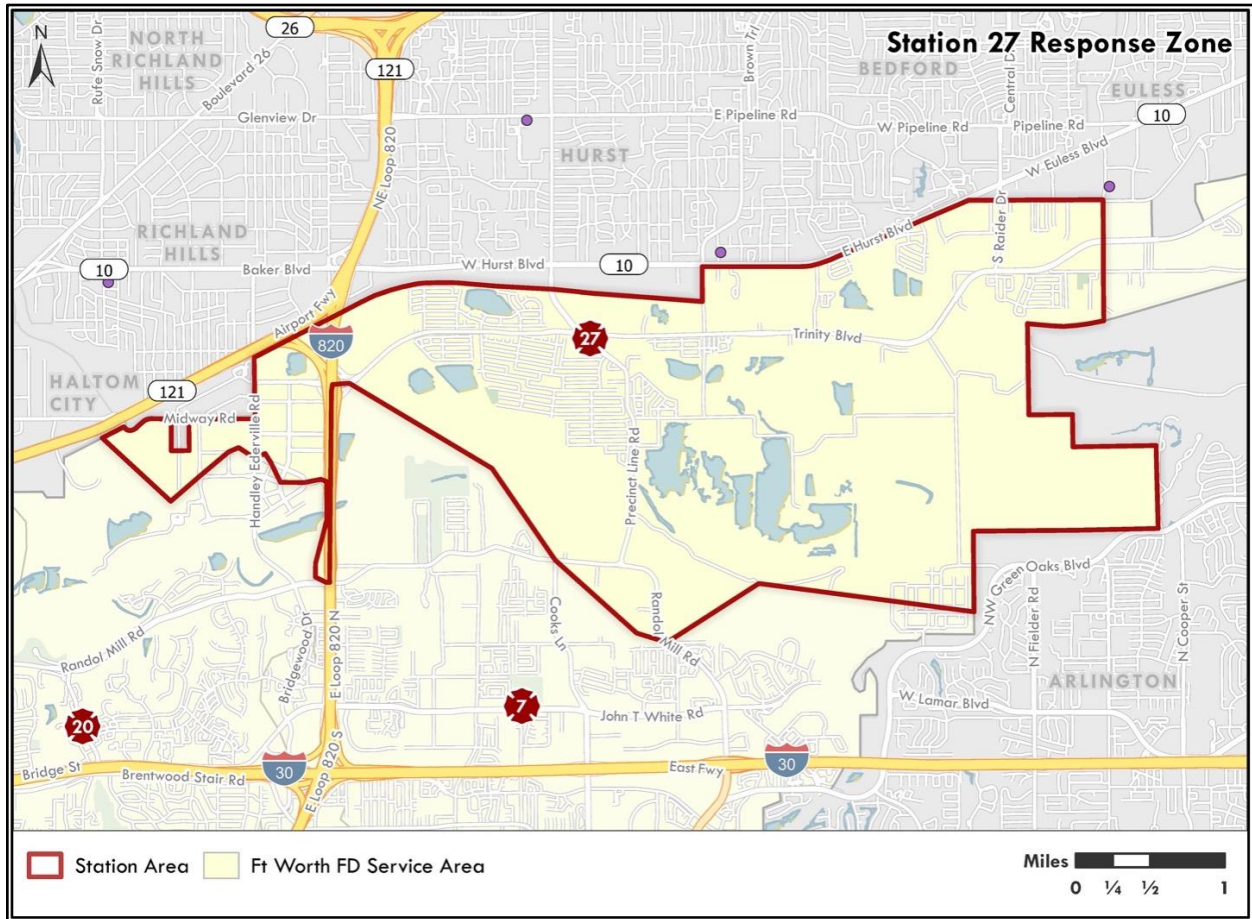 Station 27 Response Zone
N
NORTH
RICHLAND
HILLS
Rufe Snow Dr
Boulevard 26
26
121
Brown Trl
BEDFORD
Central Dr
EULESS
10
Glenview Dr
E Pipeline Rd
W Pipeline Rd
Pipeline Rd
NE Loop 820
HURST
W Euless Blvd
RICHLAND
HILLS
10
Baker Blvd
W Hurst Blvd
10
E Hurst Blvd
S Raider Dr
Airport Fwy
820
27
Trinity Blvd
HALTOM
CITY
121
Midway Rd
Handley Ederville Rd
Precinct Line Rd
NW Green Oaks Blvd
N Fielder Rd
N Cooper St
Randol Mill Rd
Bridgewood Dr
E Loop 820 N
Cooks Ln
Randol Mill Rd
ARLINGTON
W Lamar Blvd
20
7
John T White Rd
Bridge St
Brentwood Stair Rd
30
E Loop 820 S
East Fwy
30
Station Area
Ft Worth FD Service Area
Miles
0 ¼ ½ 1